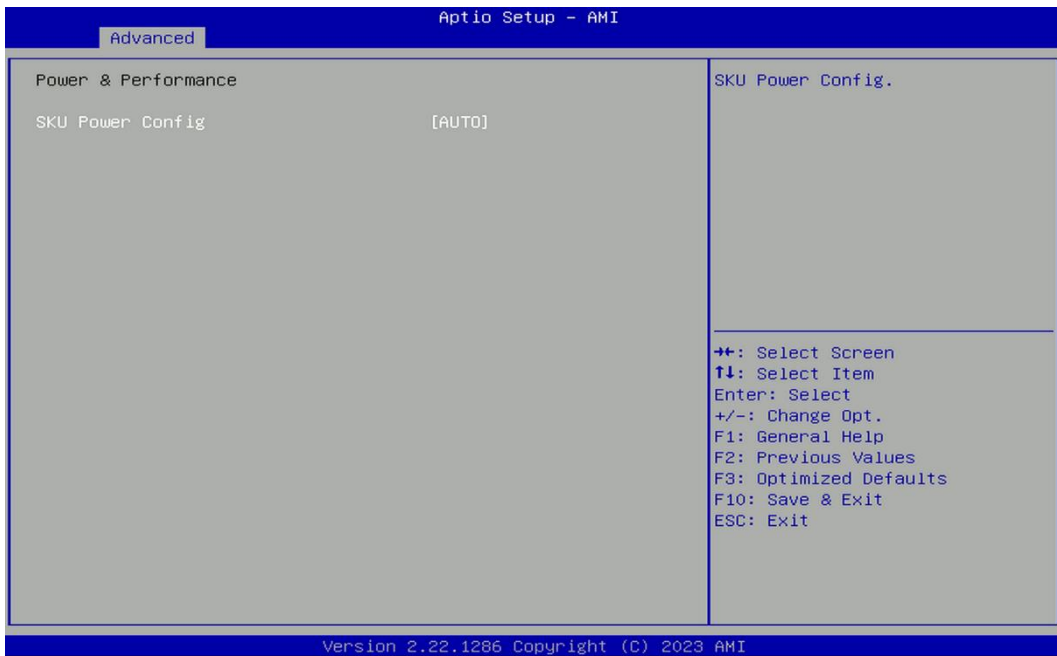 Aptio Setup – AMI
Advanced
Power & Performance
SKU Power Config [AUTO]
SKU Power Config.
→←: Select Screen
↑↓: Select Item
Enter: Select
+/-: Change Opt.
F1: General Help
F2: Previous Values
F3: Optimized Defaults
F10: Save & Exit
ESC: Exit
Version 2.22.1286 Copyright (C) 2023 AMI